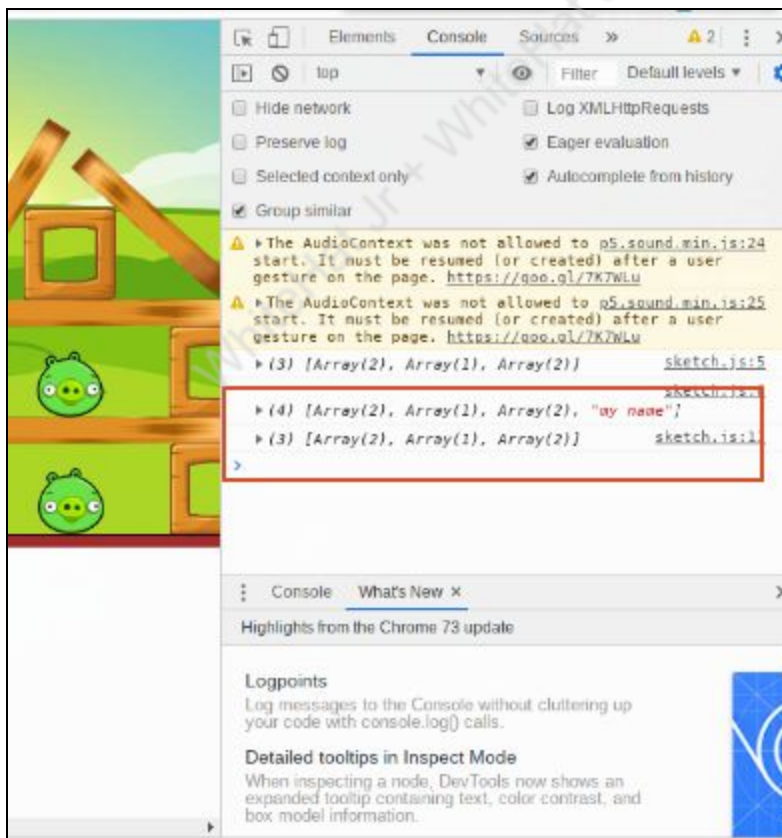 Elements Console Sources » 2
top Filter Default levels ▼
Hide network Log XMLHttpRequests
Preserve log Eager evaluation
Selected context only Autocomplete from history
Group similar
The AudioContext was not allowed to p5.sound.min.js:24
start. It must be resumed (or created) after a user
gesture on the page. https://goo.gl/7K7WLu
The AudioContext was not allowed to p5.sound.min.js:25
start. It must be resumed (or created) after a user
gesture on the page. https://goo.gl/7K7WLu
(3) [Array(2), Array(1), Array(2)] sketch.js:5
(4) [Array(2), Array(1), Array(2), "my name"]
(3) [Array(2), Array(1), Array(2)]
>
Console What's New ×
Highlights from the Chrome 73 update
Logpoints
Log messages to the Console without cluttering up
your code with console.log() calls.
Detailed tooltips in Inspect Mode
When inspecting a node, DevTools now shows an
expanded tooltip containing text, color contrast, and
box model information.